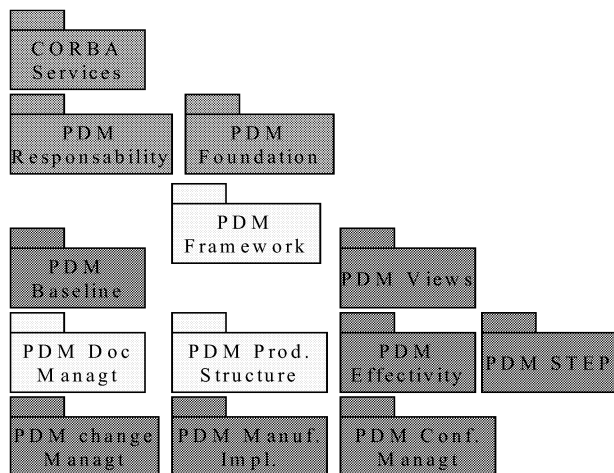 CORBA
Services
PDM
Responsability
PDM
Foundation
PDM
Framework
PDM
Baseline
PDM Views
PDM Doc
Managt
PDM Prod.
Structure
PDM
Effectivity
PDM STEP
PDM change
Managt
PDM Manuf.
Impl.
PDM Conf.
Managt